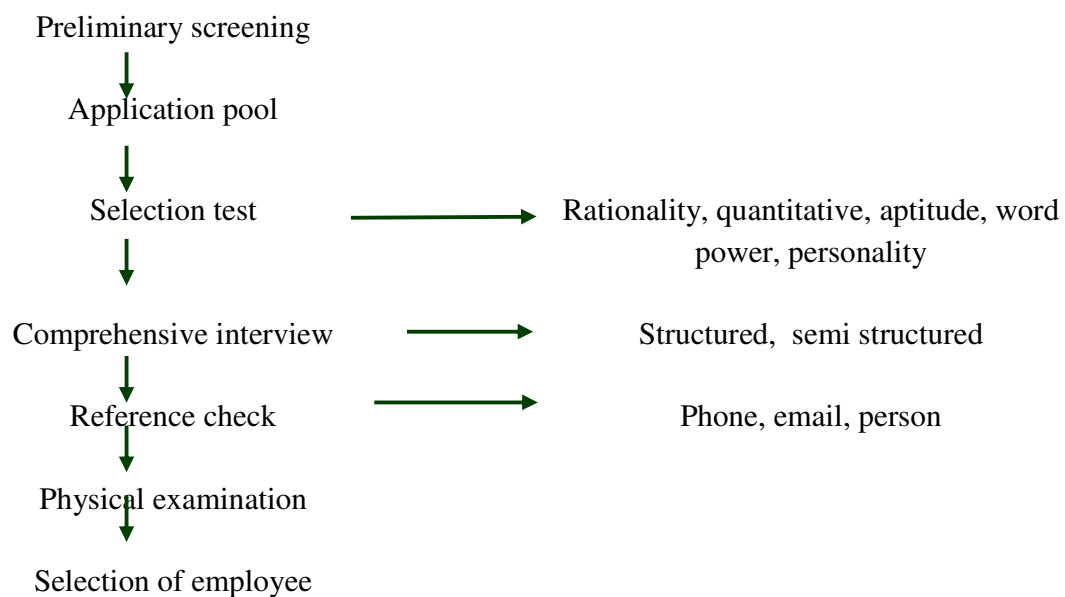 Preliminary screening
Application pool
Selection test
Rationality, quantitative, aptitude, word
power, personality
Comprehensive interview
Structured,  semi structured
Reference check
Phone, email, person
Physical examination
Selection of employee